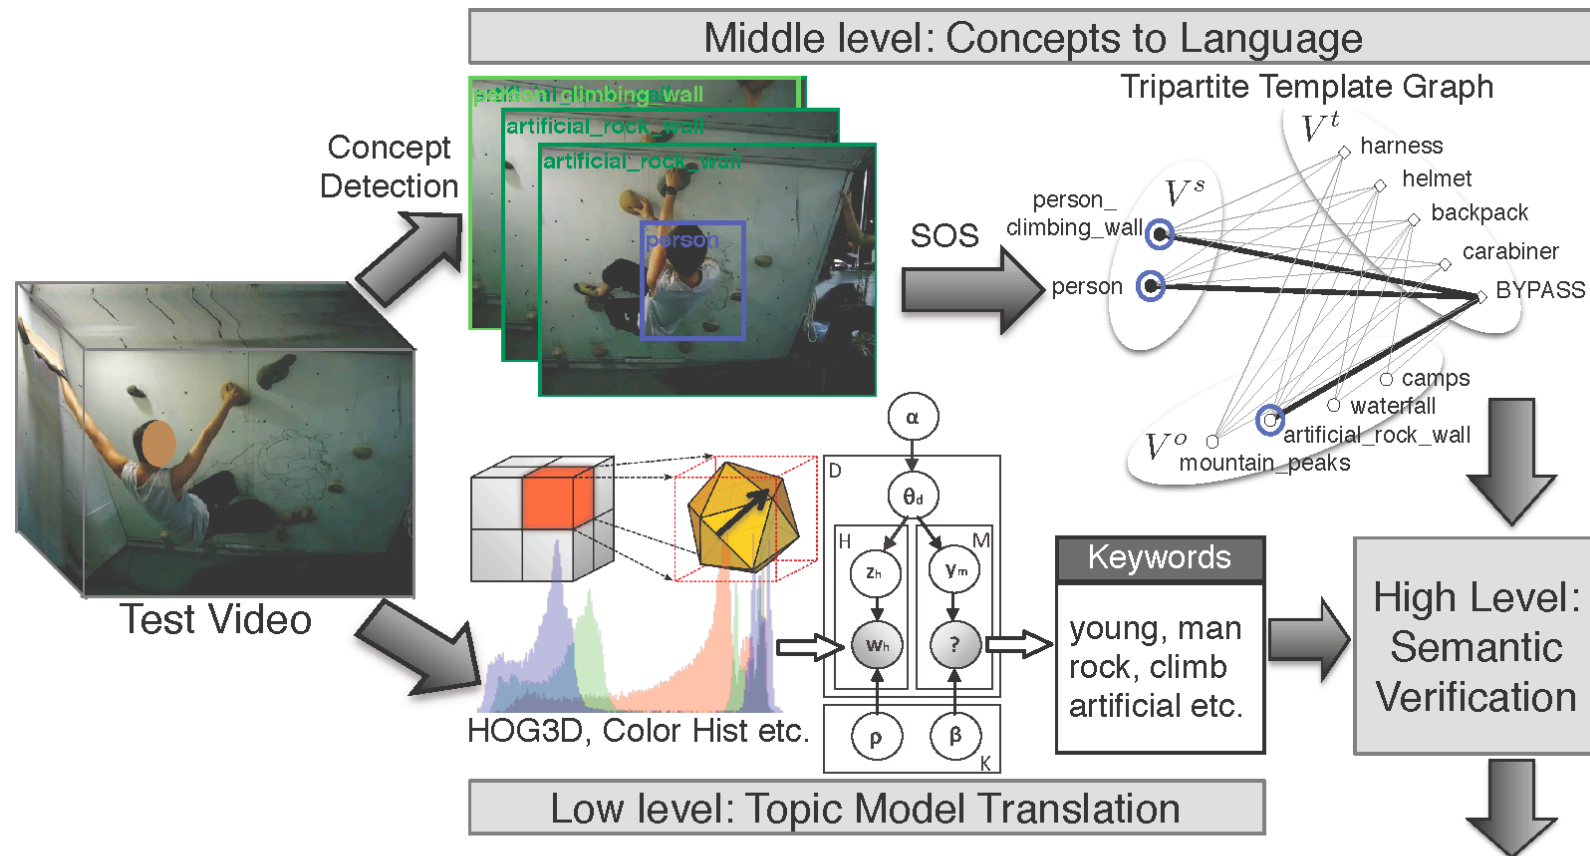 Middle level: Concepts to Language
Concept
Detection
person_climbing_wall
artificial_rock_wall
artificial_rock_wall
person
SOS
Tripartite Template Graph
V^t
harness
helmet
backpack
carabiner
BYPASS
V^s
person_
climbing_wall
person
camps
waterfall
artificial_rock_wall
V^o
mountain_peaks
Test Video
HOG3D, Color Hist etc.
α
D
θd
H
M
zh
ym
wh
?
ρ
β
K
Keywords
young, man
rock, climb
artificial etc.
High Level:
Semantic
Verification
Low level: Topic Model Translation